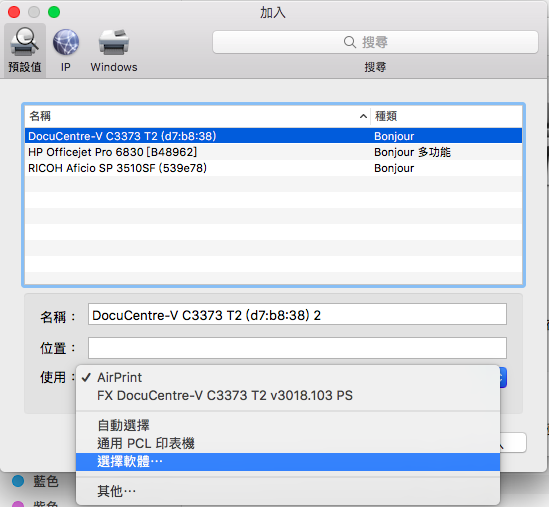 加入
預設值
IP
Windows
搜尋
搜尋
名稱 種類
DocuCentre-V C3373 T2 (d7:b8:38) Bonjour
HP Officejet Pro 6830 [B48962] Bonjour 多功能
RICOH Aficio SP 3510SF (539e78) Bonjour
名稱： DocuCentre-V C3373 T2 (d7:b8:38) 2
位置：
使用： ✓ AirPrint
FX DocuCentre-V C3373 T2 v3018.103 PS
自動選擇
通用 PCL 印表機
選擇軟體⋯
其他⋯
藍色
紫色